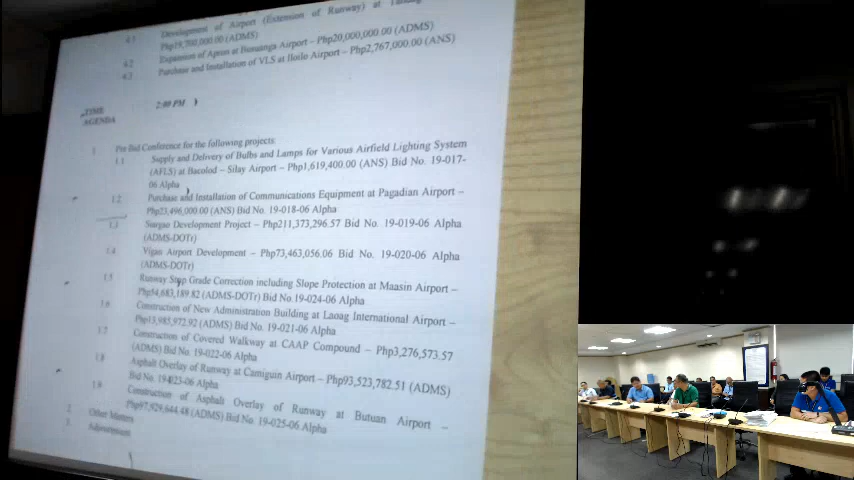 4.1 Development of Airport (Extension of Runway) at
Php19,700,000.00 (ADMS)
4.2 Expansion of Apron at Busuanga Airport – Php20,000,000.00 (ADMS)
4.3 Purchase and Installation of VLS at Iloilo Airport – Php2,767,000.00 (ANS)
TIME 2:00 PM
AGENDA
1 Pre Bid Conference for the following projects:
1.1 Supply and Delivery of Bulbs and Lamps for Various Airfield Lighting System
(AFLS) at Bacolod – Silay Airport – Php1,619,400.00 (ANS) Bid No. 19-017-
06 Alpha
1.2 Purchase and Installation of Communications Equipment at Pagadian Airport –
Php23,496,000.00 (ANS) Bid No. 19-018-06 Alpha
1.3 Siargao Development Project – Php211,373,296.57 Bid No. 19-019-06 Alpha
(ADMS-DOTr)
1.4 Vigan Airport Development – Php73,463,056.06 Bid No. 19-020-06 Alpha
(ADMS-DOTr)
1.5 Runway Strip Grade Correction including Slope Protection at Maasin Airport –
Php54,683,189.82 (ADMS-DOTr) Bid No. 19-024-06 Alpha
1.6 Construction of New Administration Building at Laoag International Airport –
Php13,985,972.92 (ADMS) Bid No. 19-021-06 Alpha
1.7 Construction of Covered Walkway at CAAP Compound – Php3,276,573.57
(ADMS) Bid No. 19-022-06 Alpha
1.8 Asphalt Overlay of Runway at Camiguin Airport – Php93,523,782.51 (ADMS)
Bid No. 19-023-06 Alpha
1.9 Construction of Asphalt Overlay of Runway at Butuan Airport –
Php97,929,644.48 (ADMS) Bid No. 19-025-06 Alpha
2 Other Matters
3 Adjournment